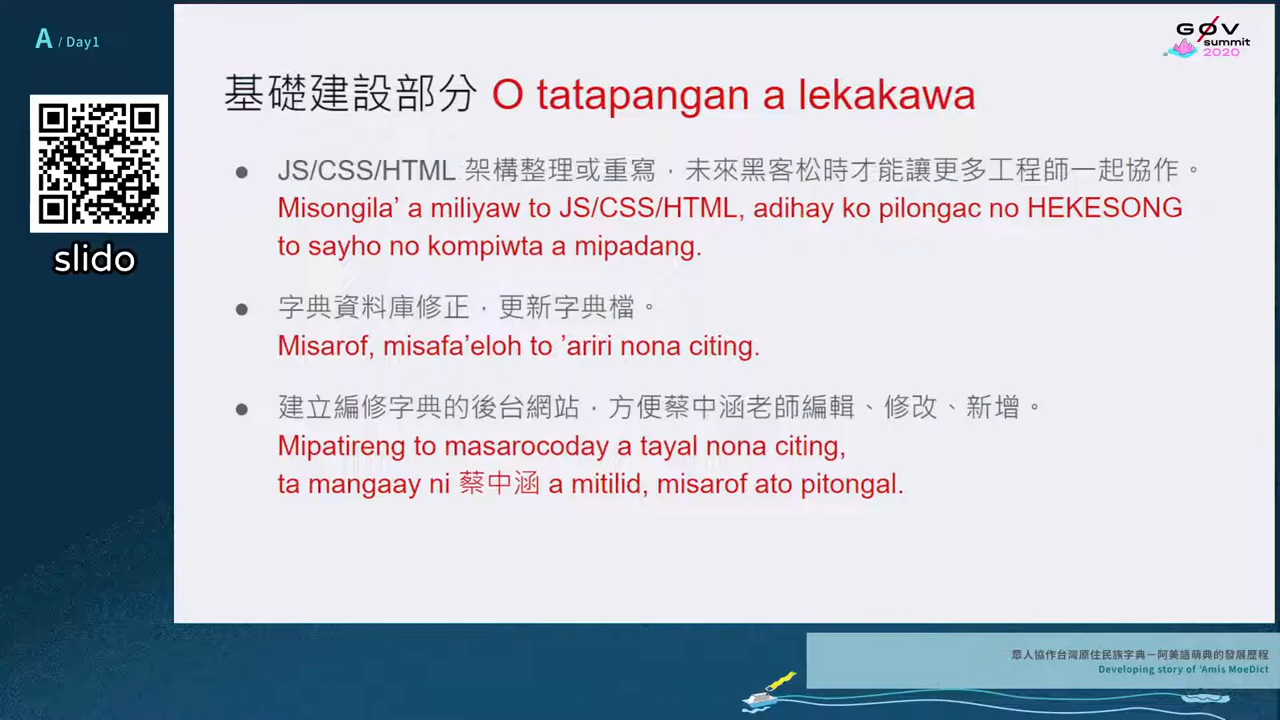 A / Day1
slido
GØV
summit
2020
基礎建設部分 O tatapangan a lekakawa
● JS/CSS/HTML 架構整理或重寫，未來黑客松時才能讓更多工程師一起協作。
Misongila’ a miliyaw to JS/CSS/HTML, adihay ko pilongac no HEKESONG
to sayho no kompiwta a mipadang.
● 字典資料庫修正，更新字典檔。
Misarof, misafa’eloh to ’ariri nona citing.
● 建立編修字典的後台網站，方便蔡中涵老師編輯、修改、新增。
Mipatireng to masarocoday a tayal nona citing,
ta mangaay ni 蔡中涵 a mitilid, misarof ato pitongal.
眾人協作台灣原住民族字典－阿美語萌典的發展歷程
Developing story of 'Amis MoeDict